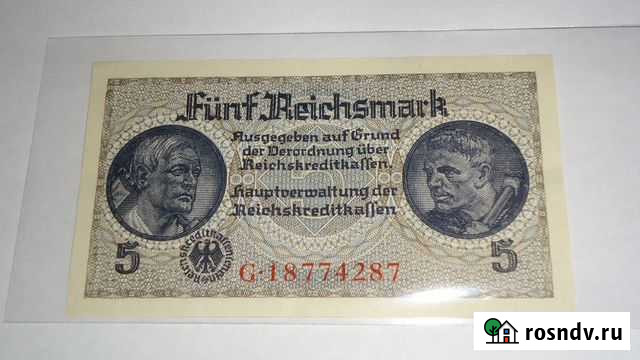 Fünf Reichsmark
Ausgegeben auf Grund
der Verordnung über
Reichskreditkassen.
Hauptverwaltung der
Reichskreditkassen
5
5
G·18774287
rosndv.ru